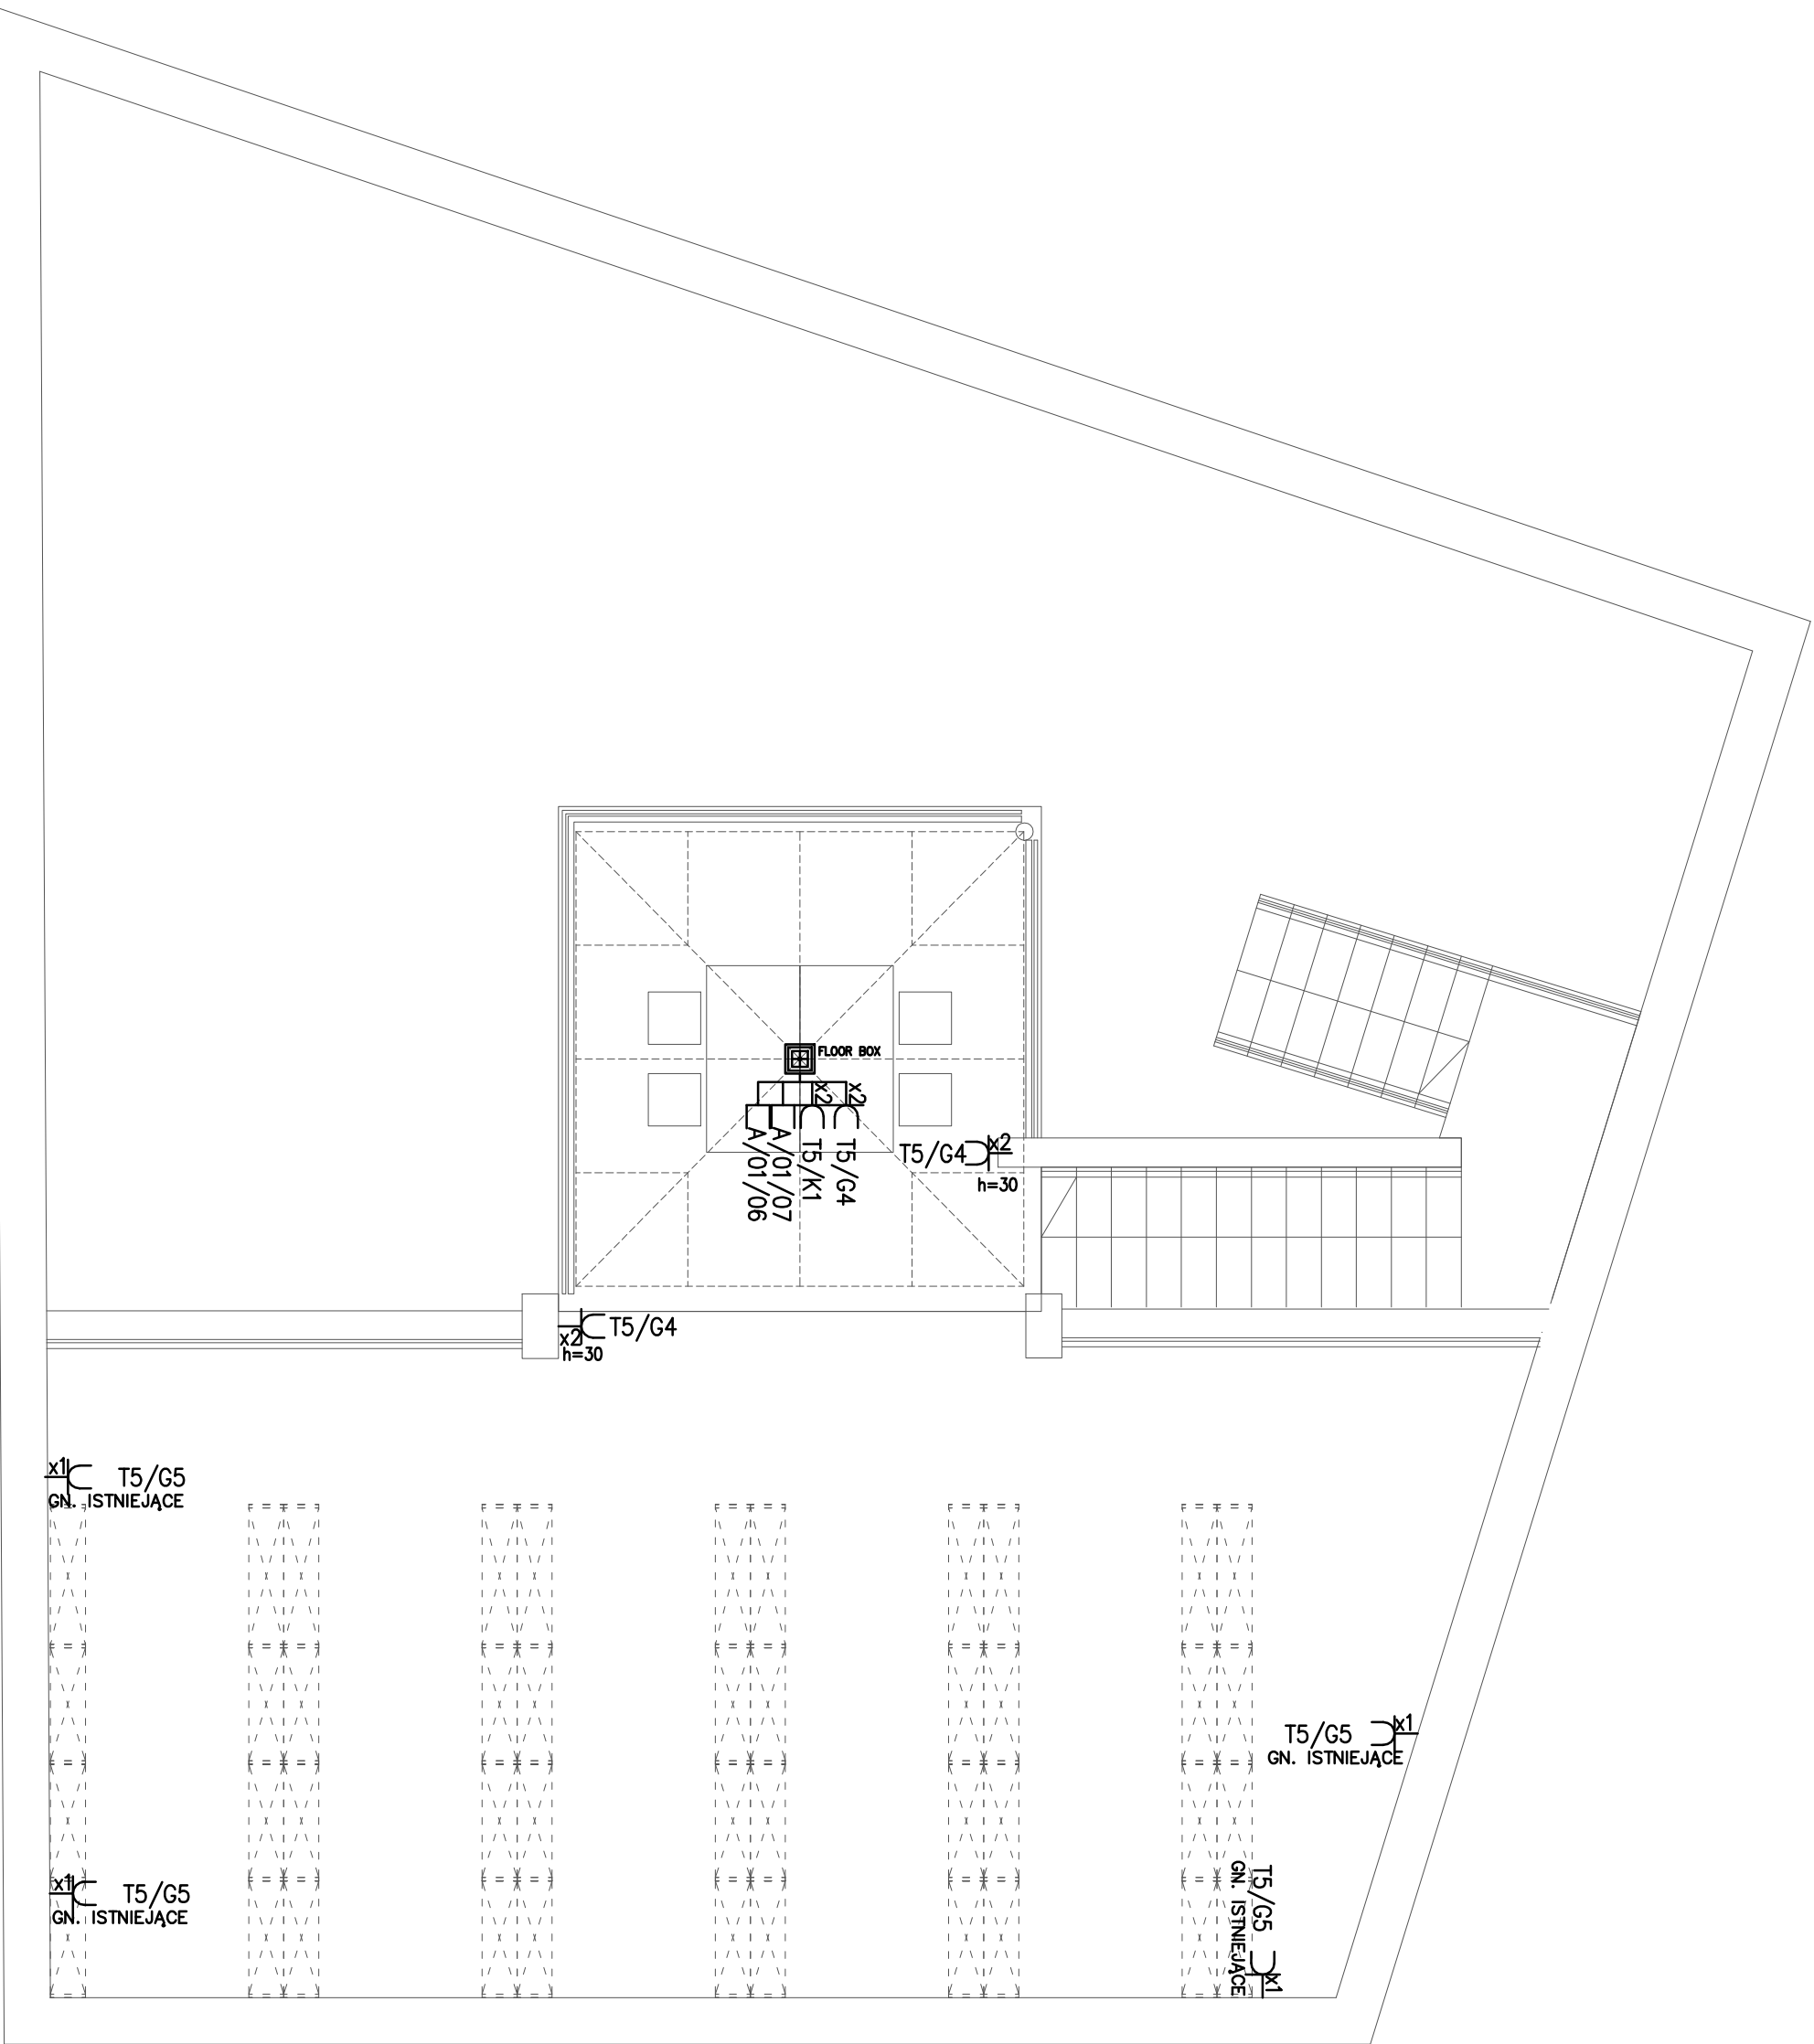 FLOOR BOX
x2
x2
A/01/06
A/01/07
T5/K1
T5/G4
T5/G4
x2
h=30
x2
T5/G4
h=30
x1
T5/G5
GN. ISTNIEJĄCE
T5/G5
x1
GN. ISTNIEJĄCE
x1
T5/G5
GN. ISTNIEJĄCE
T5/G5
GN. ISTNIEJĄCE
x1